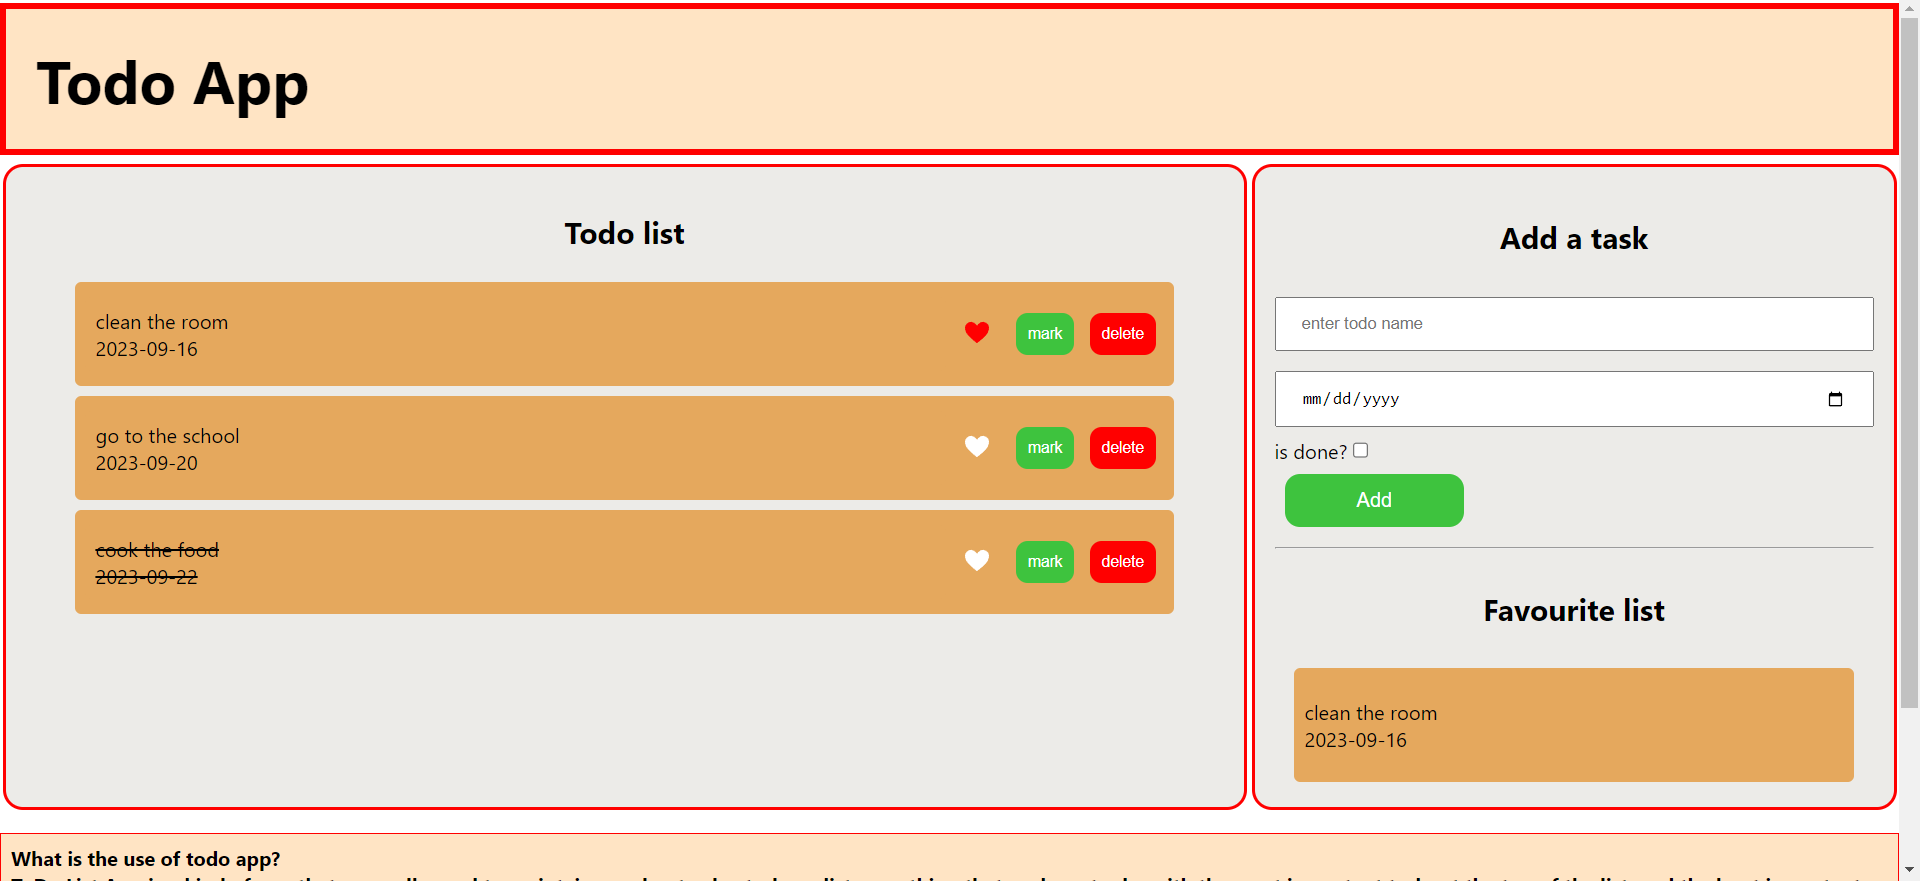 Todo App
Todo list
clean the room
2023-09-16
mark
delete
go to the school
2023-09-20
mark
delete
cook the food
2023-09-22
mark
delete
Add a task
enter todo name
mm/dd/yyyy
is done?
Add
Favourite list
clean the room
2023-09-16
What is the use of todo app?